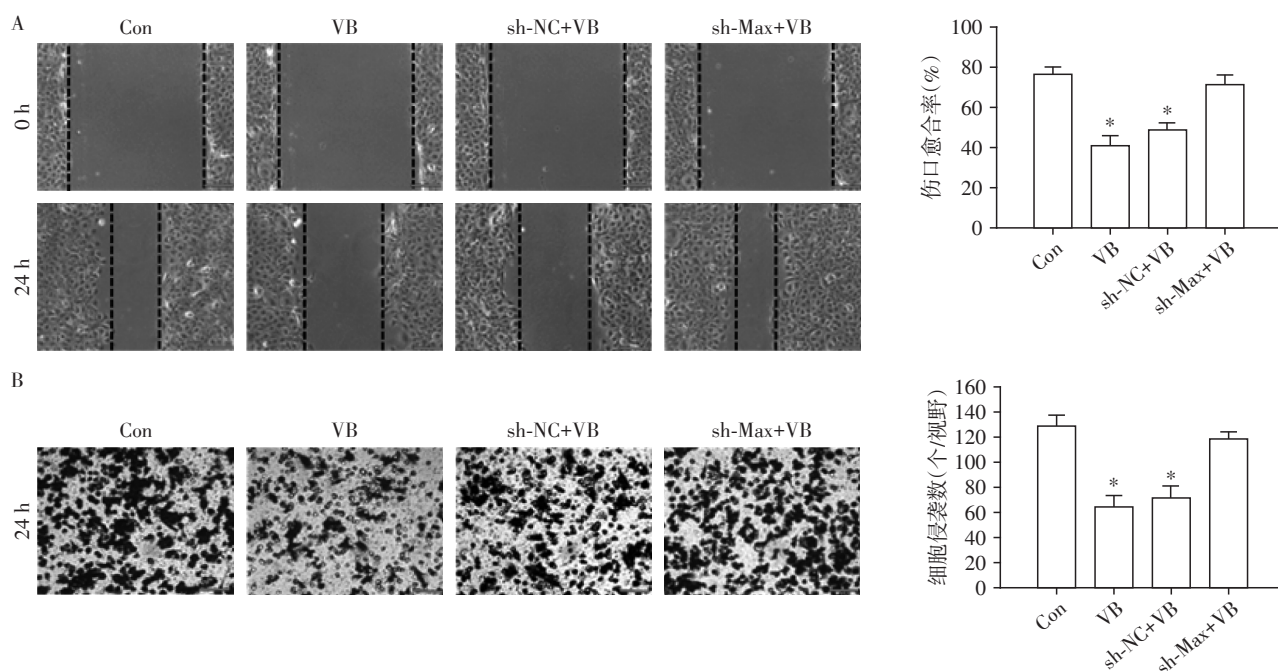 A
Con
VB
sh-NC+VB
sh-Max+VB
0 h
24 h
伤口愈合率(%)
100
80
60
40
20
0
*
*
Con
VB
sh-NC+VB
sh-Max+VB
B
Con
VB
sh-NC+VB
sh-Max+VB
24 h
细胞侵袭数(个/视野)
160
140
120
100
80
60
40
20
0
*
*
Con
VB
sh-NC+VB
sh-Max+VB